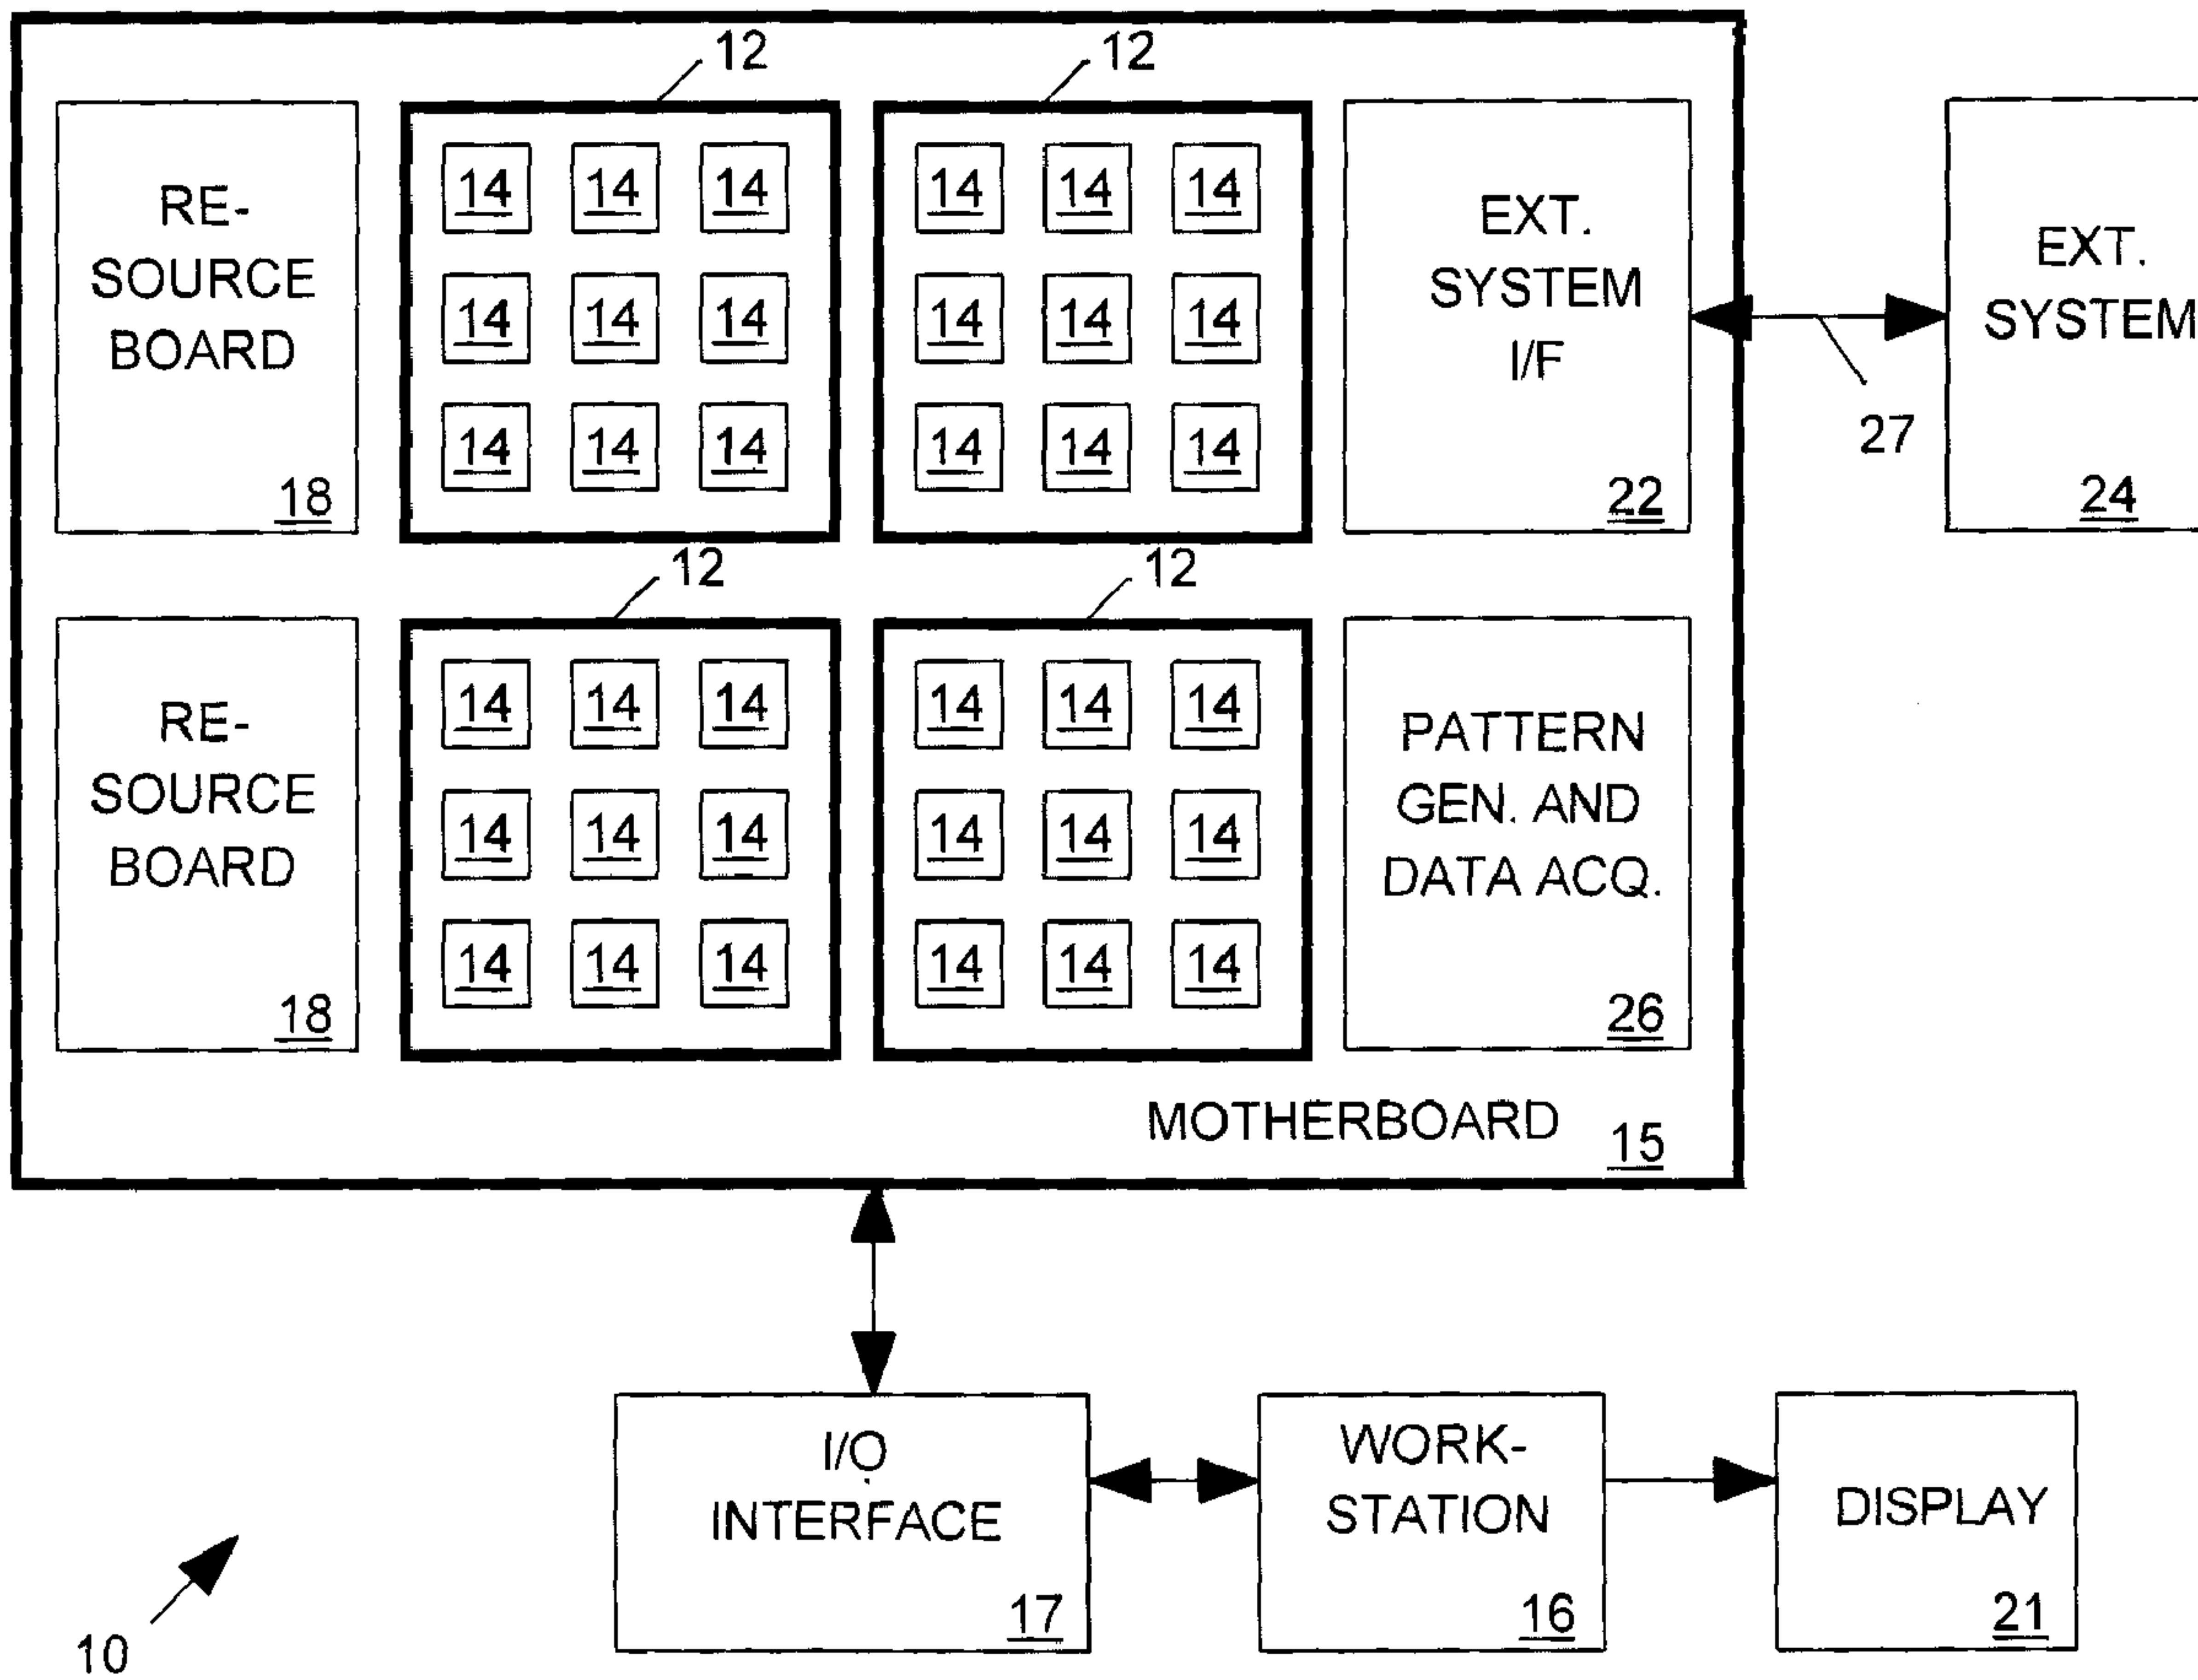 12
12
RE-
SOURCE
BOARD
18
14 14 14
14 14 14
14 14 14
14 14 14
14 14 14
14 14 14
EXT.
SYSTEM
I/F
22
27
EXT.
SYSTEM
24
12
12
RE-
SOURCE
BOARD
18
14 14 14
14 14 14
14 14 14
14 14 14
14 14 14
14 14 14
PATTERN
GEN. AND
DATA ACQ.
26
MOTHERBOARD
15
I/O
INTERFACE
17
WORK-
STATION
16
DISPLAY
21
10